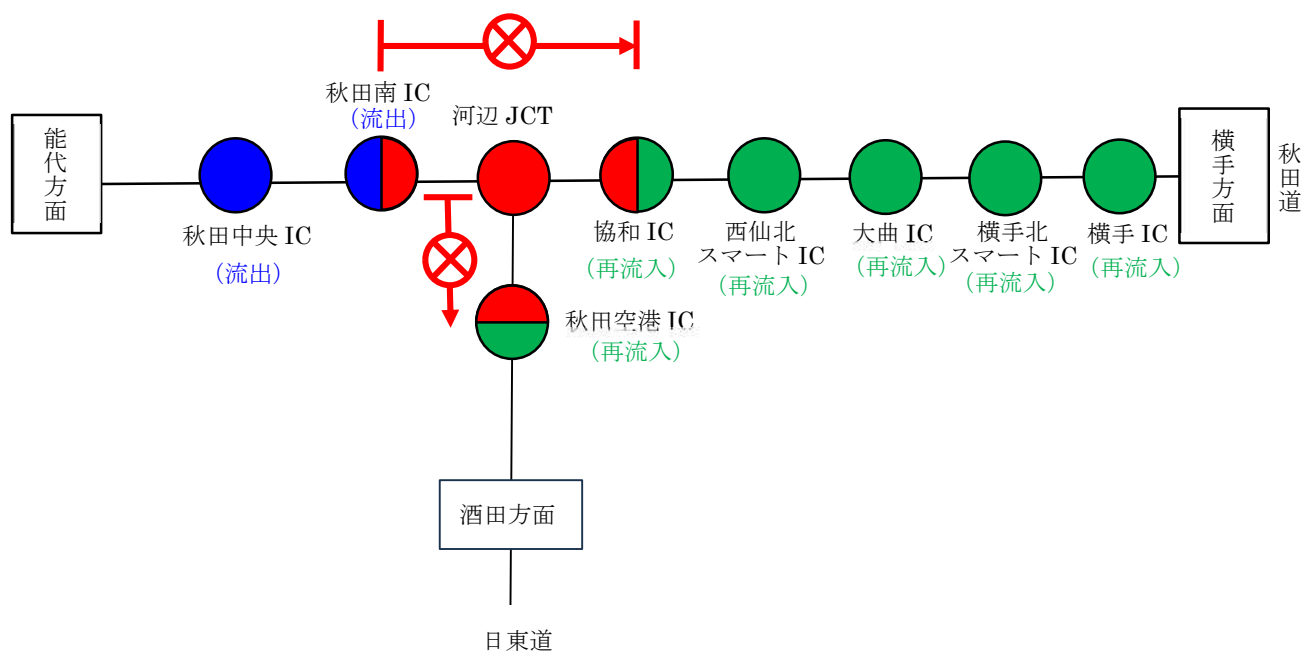 秋田南 IC
(流出)
河辺 JCT
能代方面
横手方面
秋田道
秋田中央 IC
(流出)
協和 IC
(再流入)
西仙北
スマート IC
(再流入)
大曲 IC
(再流入)
横手北
スマート IC
(再流入)
横手 IC
(再流入)
秋田空港 IC
(再流入)
酒田方面
日東道